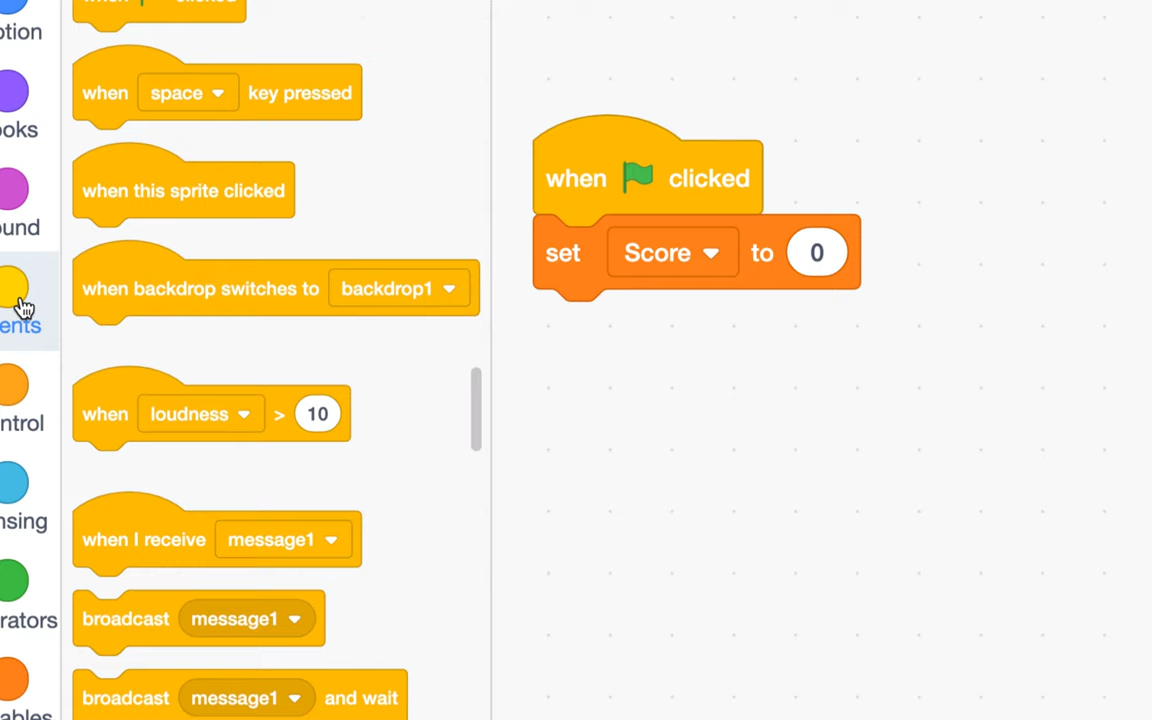 otion
ooks
ound
ents
ntrol
nsing
rators
when clicked
when space key pressed
when this sprite clicked
when backdrop switches to backdrop1
when loudness > 10
when I receive message1
broadcast message1
broadcast message1 and wait
when clicked
set Score to 0